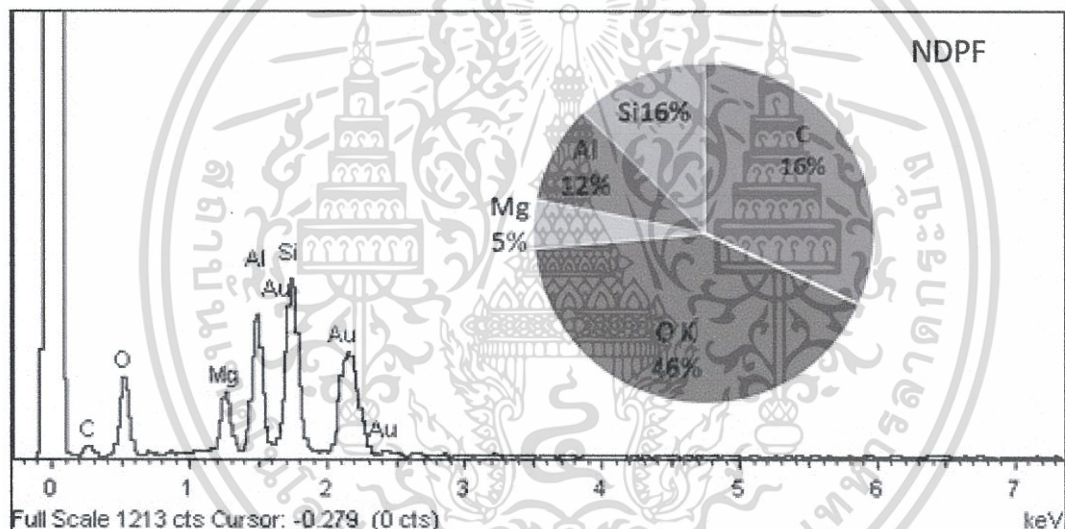 NDPF
Si16%
C
16%
Al
12%
Mg
5%
O K
46%
Al
Si
Au
Au
O
Mg
C
Au
0 1 2 3 4 5 6 7
Full Scale 1213 cts Cursor: -0.279 (0 cts) keV